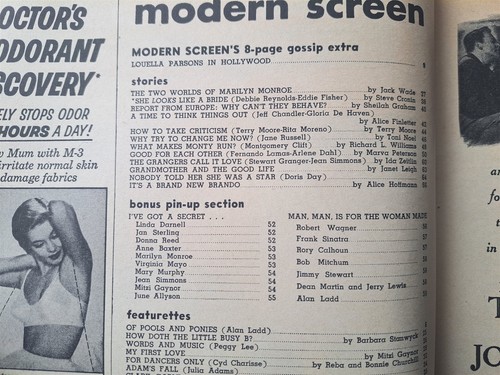 OCTOR'S
ODORANT
SCOVERY*
ELY STOPS ODOR
HOURS A DAY!
w Mum with M-3
irritate normal skin
damage fabrics
modern screen
MODERN SCREEN'S 8-page gossip extra
LOUELLA PARSONS IN HOLLYWOOD
stories
THE TWO WORLDS OF MARILYN MONROE by Jack Wade 27
"SHE LOOKS LIKE A BRIDE (Debbie Reynolds-Eddie Fisher) by Steve Cronin
REPORT FROM EUROPE: WHY CAN'T THEY BEHAVE? by Sheilah Graham
A TIME TO THINK THINGS OUT (Jeff Chandler-Gloria De Haven)
by Alice Finletter
HOW TO TAKE CRITICISM (Terry Moore-Rita Moreno) by Terry Moore
WHY TRY TO CHANGE ME NOW? (Jane Russell) by Toni Noel
WHAT MAKES MONTY RUN? (Montgomery Clift) by Richard L. Williams
GOOD FOR EACH OTHER (Fernando Lamas-Arlene Dahl) by Marva Peterson
THE GRANGERS CALL IT LOVE (Stewart Granger-Jean Simmons) by Ida Zeitlin
GRANDMOTHER AND THE GOOD LIFE by Janet Leigh
NOBODY TOLD HER SHE WAS A STAR (Doris Day)
IT'S A BRAND NEW BRANDO by Alice Hoffmann
bonus pin-up section
I'VE GOT A SECRET . . .
Linda Darnell 52
Jan Sterling 52
Donna Reed 52
Anne Baxter 53
Marilyn Monroe 53
Virginia Mayo 53
Mary Murphy 54
Jean Simmons 54
Mitzi Gaynor 54
June Allyson 55
MAN, MAN, IS FOR THE WOMAN MADE
Robert Wagner 56
Frank Sinatra
Rory Calhoun
Bob Mitchum
Jimmy Stewart
Dean Martin and Jerry Lewis
Alan Ladd
featurettes
OF POOLS AND PONIES (Alan Ladd)
HOW DOTH THE LITTLE BUSY B? by Barbara Stanwyck
WORDS AND MUSIC (Peggy Lee)
MY FIRST LOVE by Mitzi Gaynor
FOR DANCERS ONLY (Cyd Charisse) by Reba and Bonnie Churchill
ADAM'S FALL (Julia Adams)
for
in
T
JO